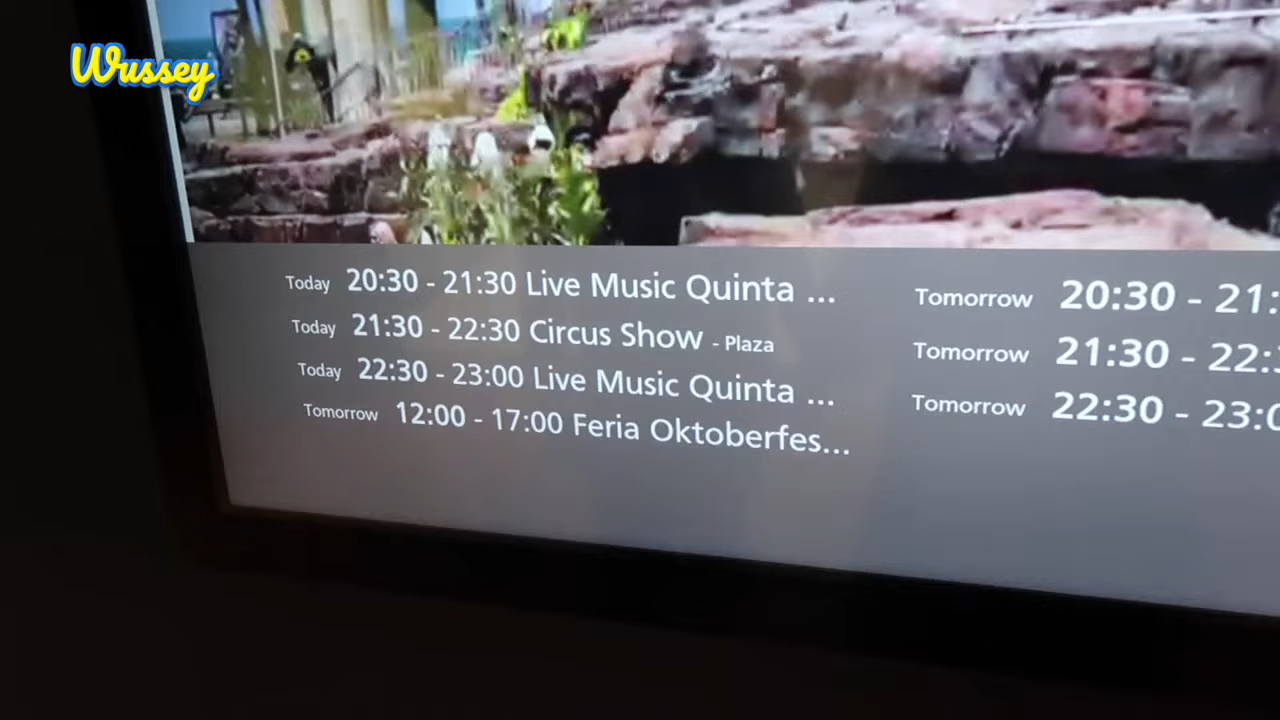 Wussey
Today 20:30 - 21:30 Live Music Quinta ...
Today 21:30 - 22:30 Circus Show - Plaza
Today 22:30 - 23:00 Live Music Quinta ...
Tomorrow 12:00 - 17:00 Feria Oktoberfes...
Tomorrow 20:30 - 21:
Tomorrow 21:30 - 22:
Tomorrow 22:30 - 23:0